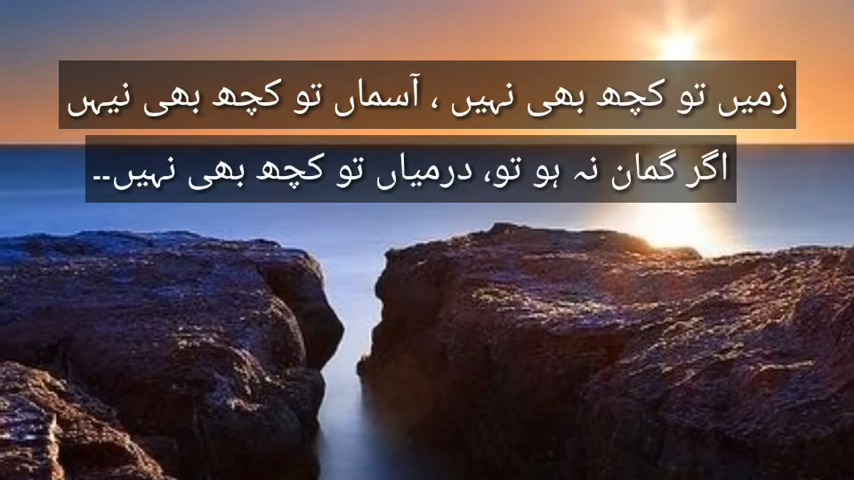 زمیں تو کچھ بھی نہیں ، آسماں تو کچھ بھی نیہں
اگر گمان نہ ہو تو، درمیاں تو کچھ بھی نہیں۔۔